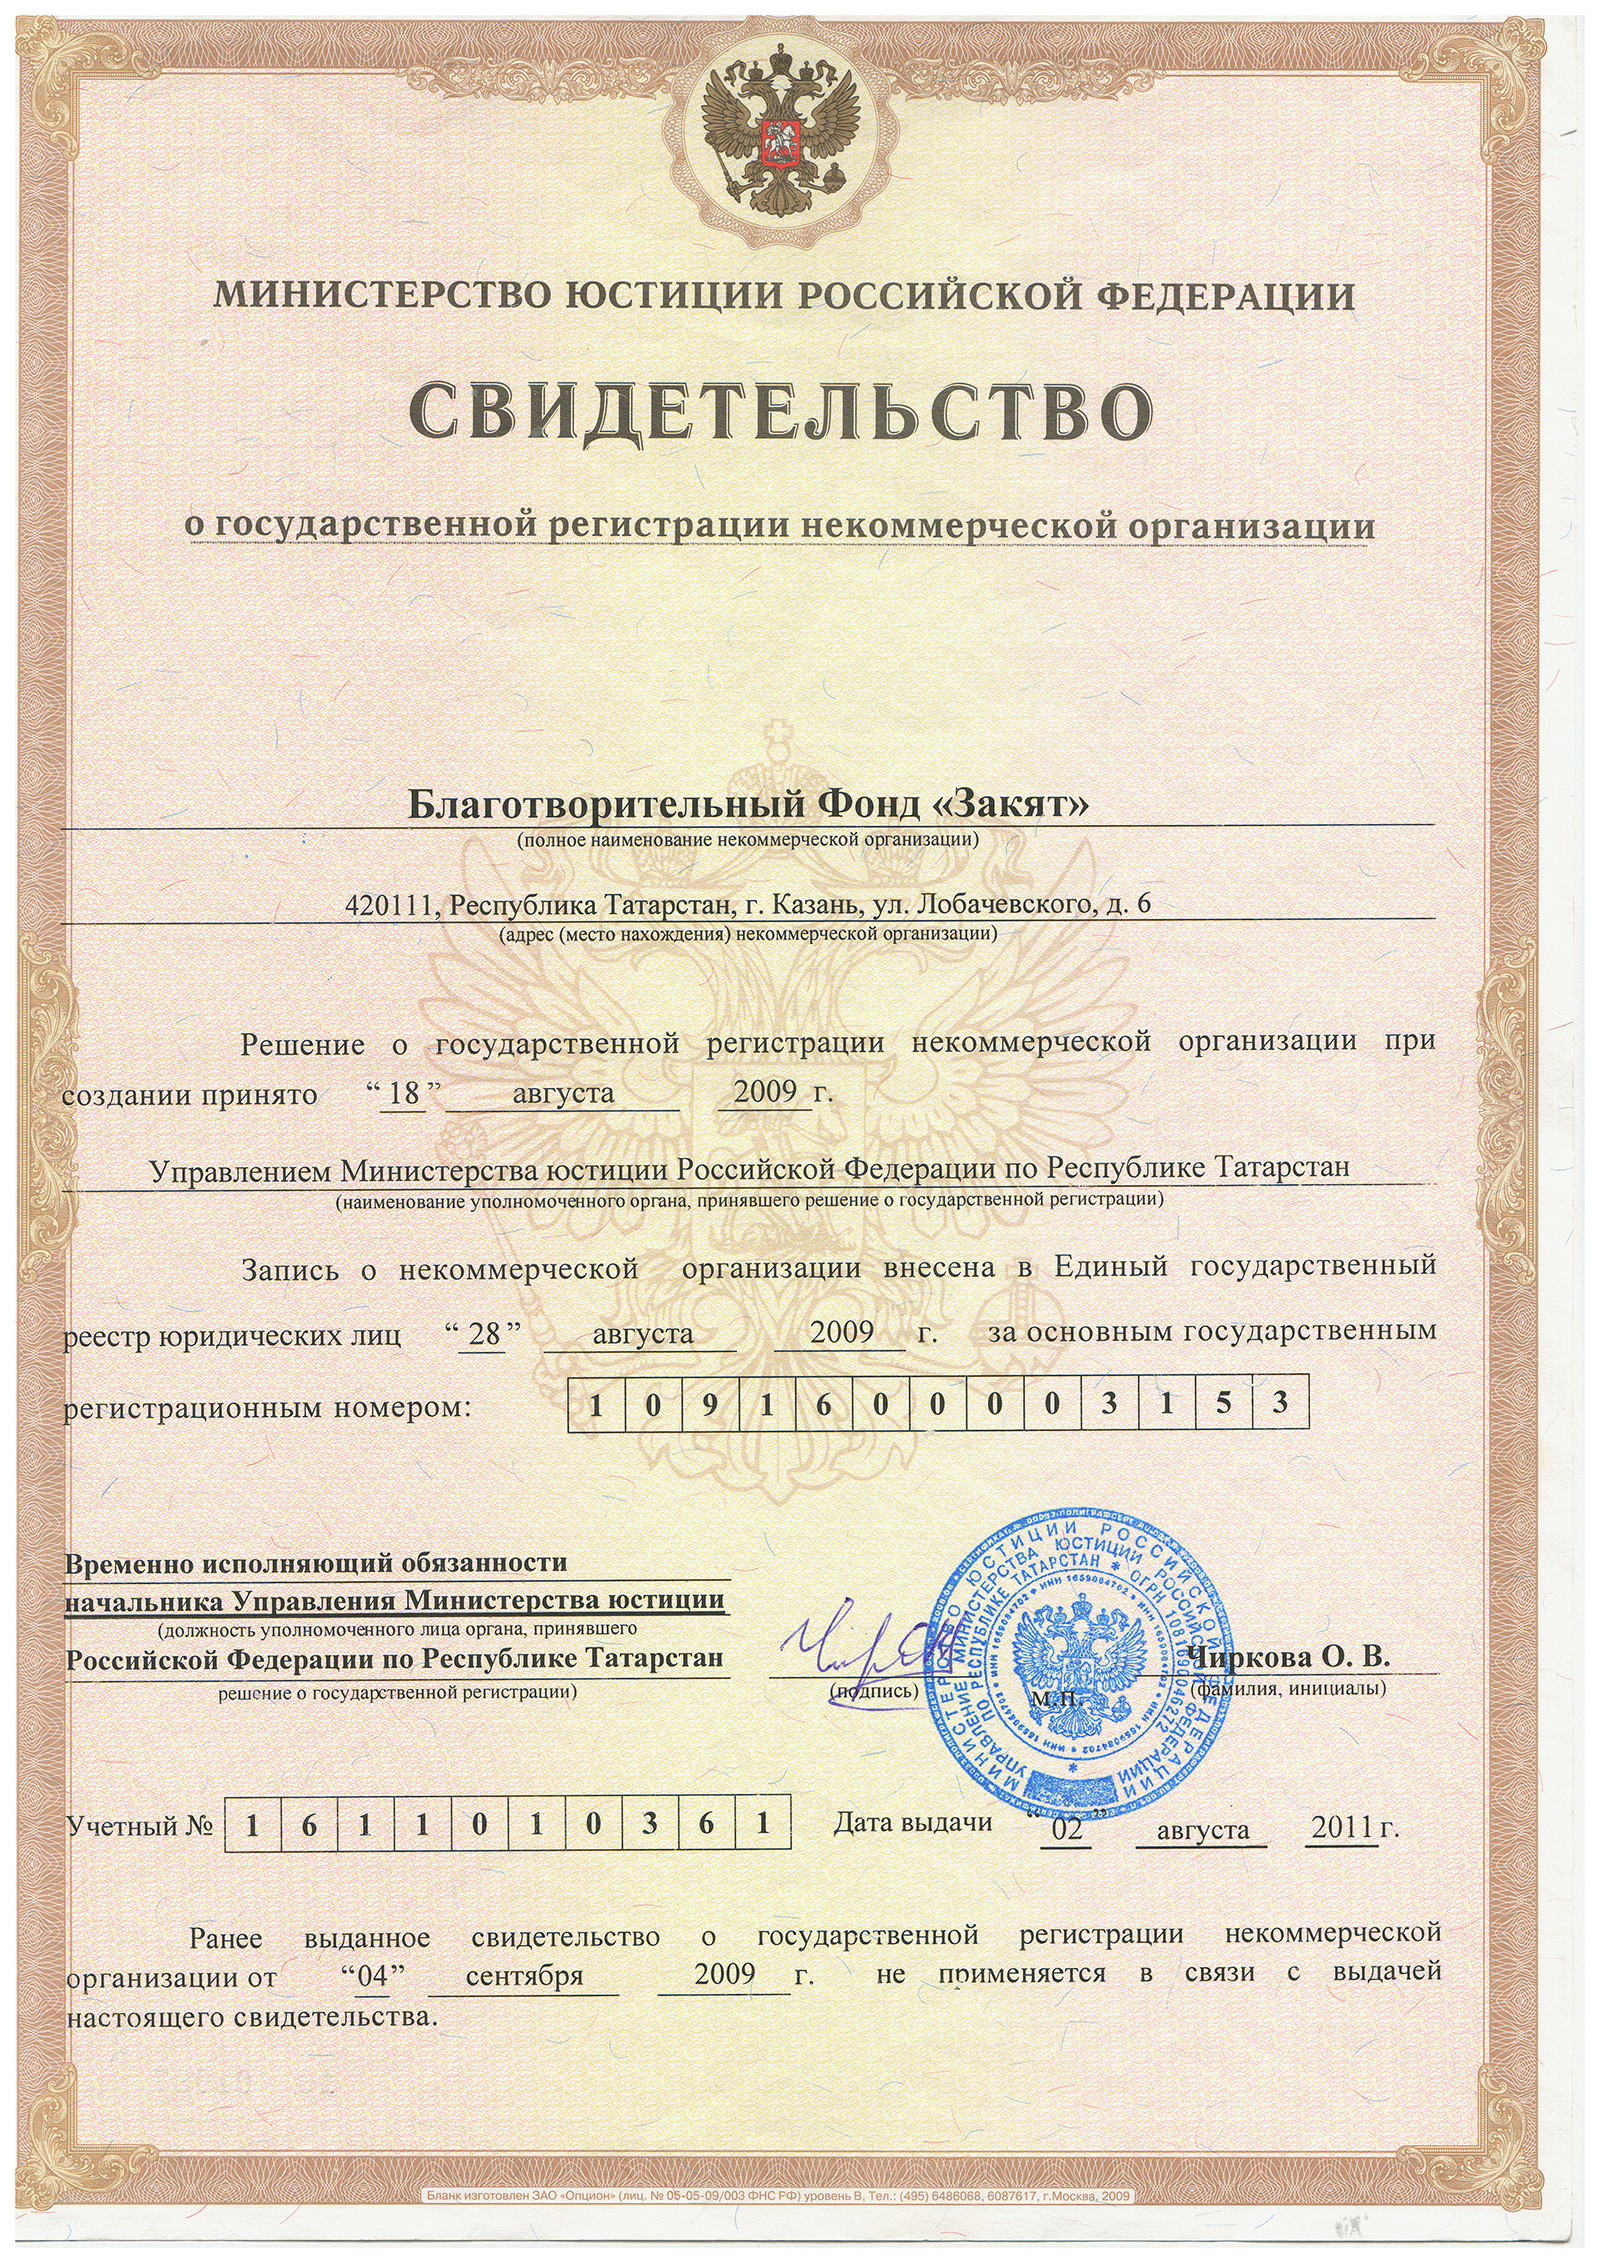 МИНИСТЕРСТВО ЮСТИЦИИ РОССИЙСКОЙ ФЕДЕРАЦИИ
СВИДЕТЕЛЬСТВО
о государственной регистрации некоммерческой организации
Благотворительный Фонд «Закят»
(полное наименование некоммерческой организации)
420111, Республика Татарстан, г. Казань, ул. Лобачевского, д. 6
(адрес (место нахождения) некоммерческой организации)
Решение о государственной регистрации некоммерческой организации при
создании принято “ 18 ” августа 2009 г.
Управлением Министерства юстиции Российской Федерации по Республике Татарстан
(наименование уполномоченного органа, принявшего решение о государственной регистрации)
Запись о некоммерческой организации внесена в Единый государственный
реестр юридических лиц “ 28 ” августа 2009 г. за основным государственным
регистрационным номером: 1 0 9 1 6 0 0 0 0 3 1 5 3
Временно исполняющий обязанности
начальника Управления Министерства юстиции
(должность уполномоченного лица органа, принявшего
Российской Федерации по Республике Татарстан Чиркова О. В.
решение о государственной регистрации) (подпись) м.п. (фамилия, инициалы)
МИНИСТЕРСТВО ЮСТИЦИИ РОССИЙСКОЙ ФЕДЕРАЦИИ
УПРАВЛЕНИЕ МИНИСТЕРСТВА ЮСТИЦИИ РОССИЙСКОЙ ФЕДЕРАЦИИ
ПО РЕСПУБЛИКЕ ТАТАРСТАН * ОГРН 1081690046272
* ИНН 1659084702 * ИНН 1659084702 * ИНН 1659084702
Учетный № 1 6 1 1 0 1 0 3 6 1 Дата выдачи “ 02 ” августа 2011 г.
Ранее выданное свидетельство о государственной регистрации некоммерческой
организации от “04” сентября 2009 г. не применяется в связи с выдачей
настоящего свидетельства.
Бланк изготовлен ЗАО «Опцион» (лиц. № 05-05-09/003 ФНС РФ) уровень В, Тел.: (495) 6486068, 6087617, г.Москва, 2009